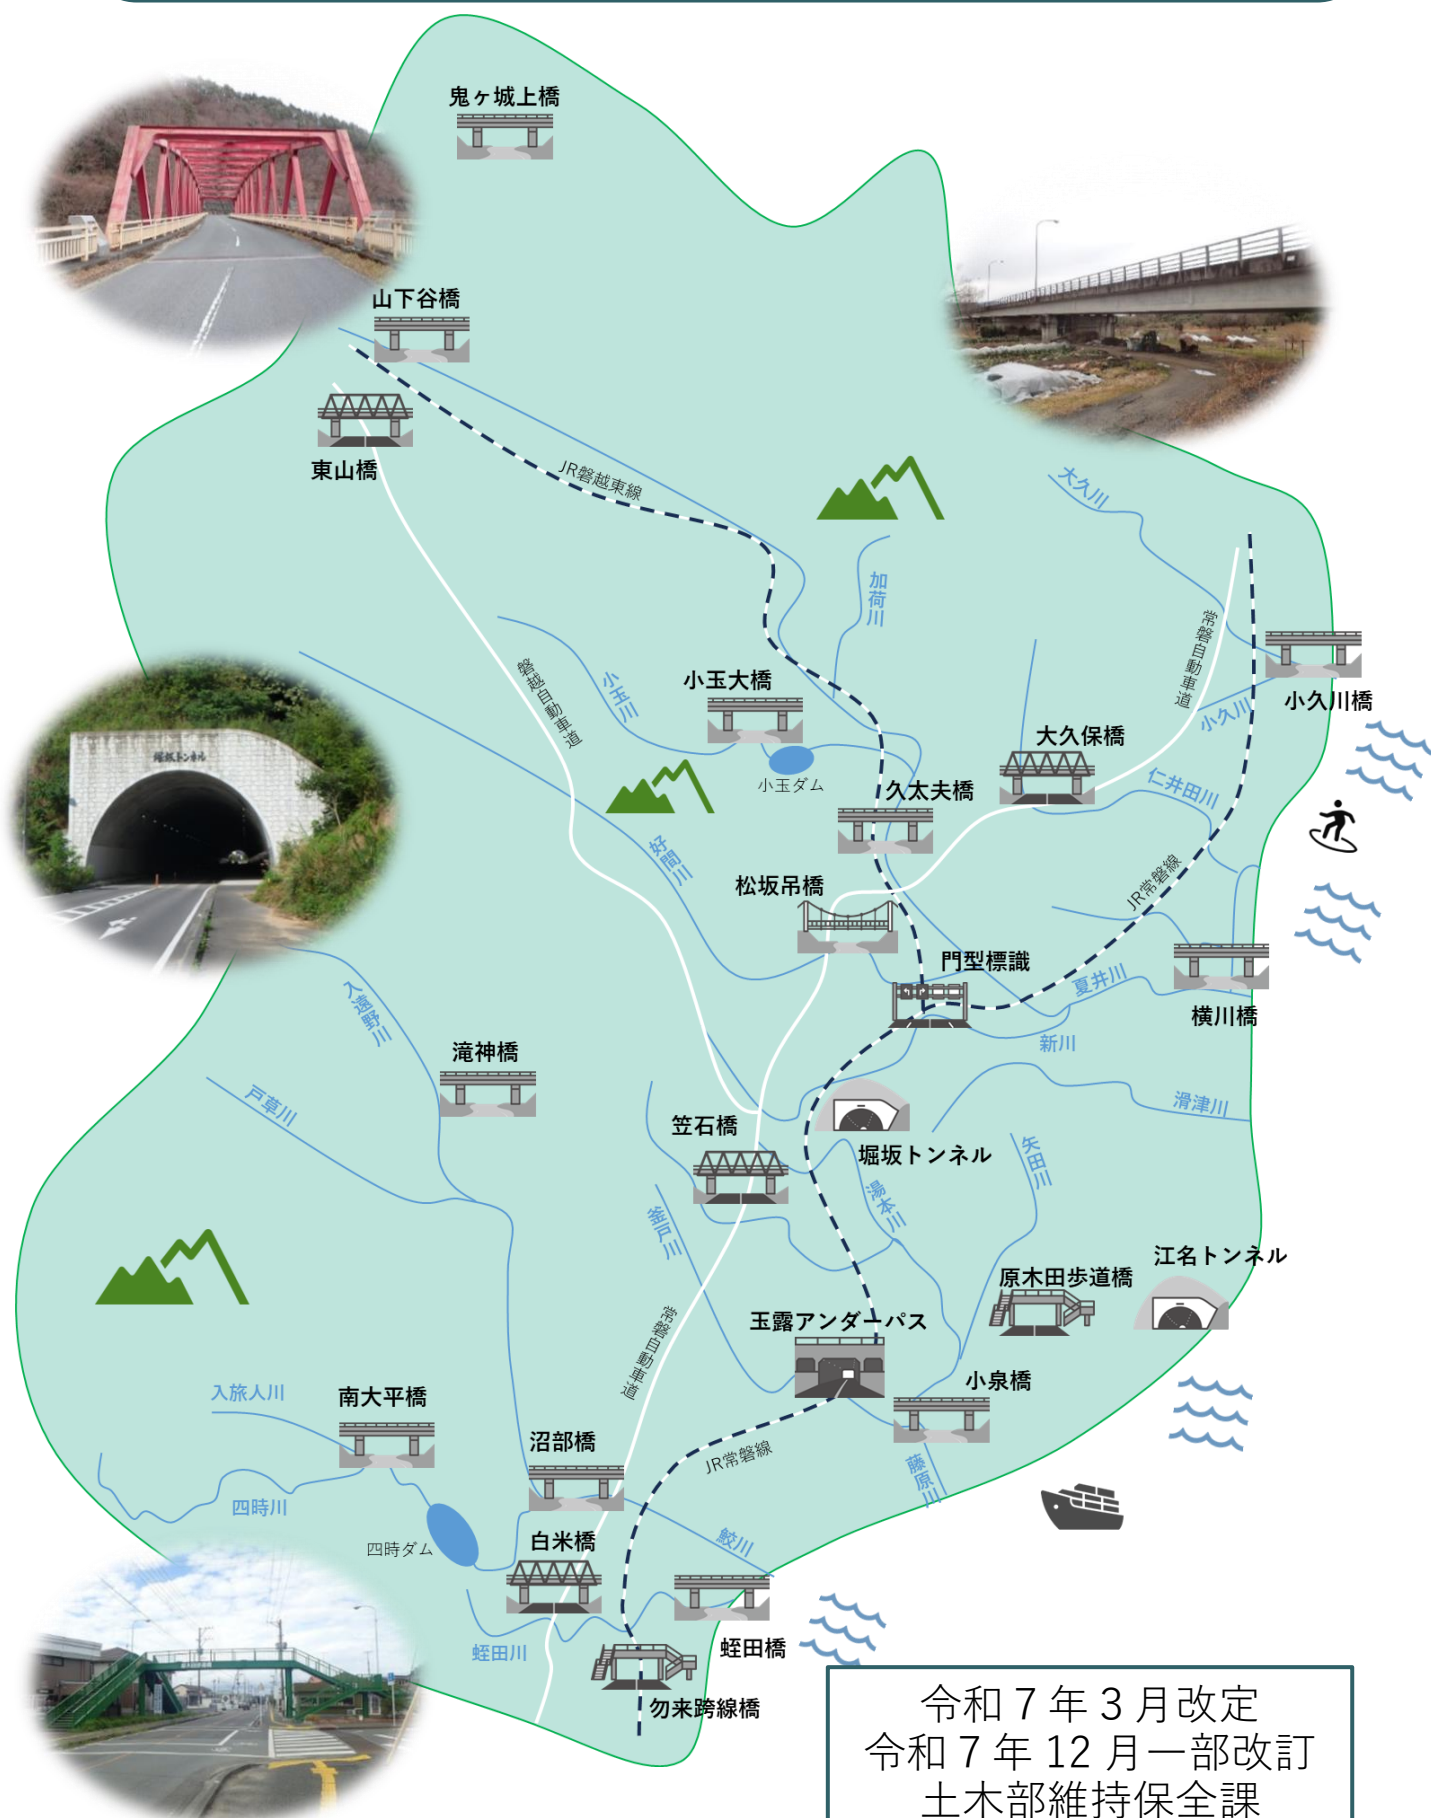 鬼ヶ城上橋
山下谷橋
東山橋
JR磐越東線
大久川
加荷川
常磐自動車道
磐越自動車道
小玉川
小玉大橋
小久川
小久川橋
大久保橋
小玉ダム
仁井田川
久太夫橋
堀坂トンネル
好間川
JR常磐線
松坂吊橋
門型標識
夏井川
横川橋
入遠野川
新川
滝神橋
戸草川
滑津川
笠石橋
堀坂トンネル
矢田川
湯本川
釜戸川
江名トンネル
原木田歩道橋
玉露アンダーパス
常磐自動車道
小泉橋
入旅人川
南大平橋
沼部橋
JR常磐線
藤原川
四時川
白米橋
鮫川
四時ダム
蛭田川
蛭田橋
勿来跨線橋
令和７年３月改定
令和７年12月一部改訂
土木部維持保全課